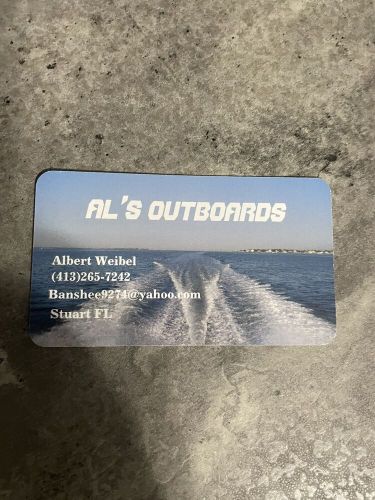 AL'S OUTBOARDS
Albert Weibel
(413)265-7242
Banshee9274@yahoo.com
Stuart FL